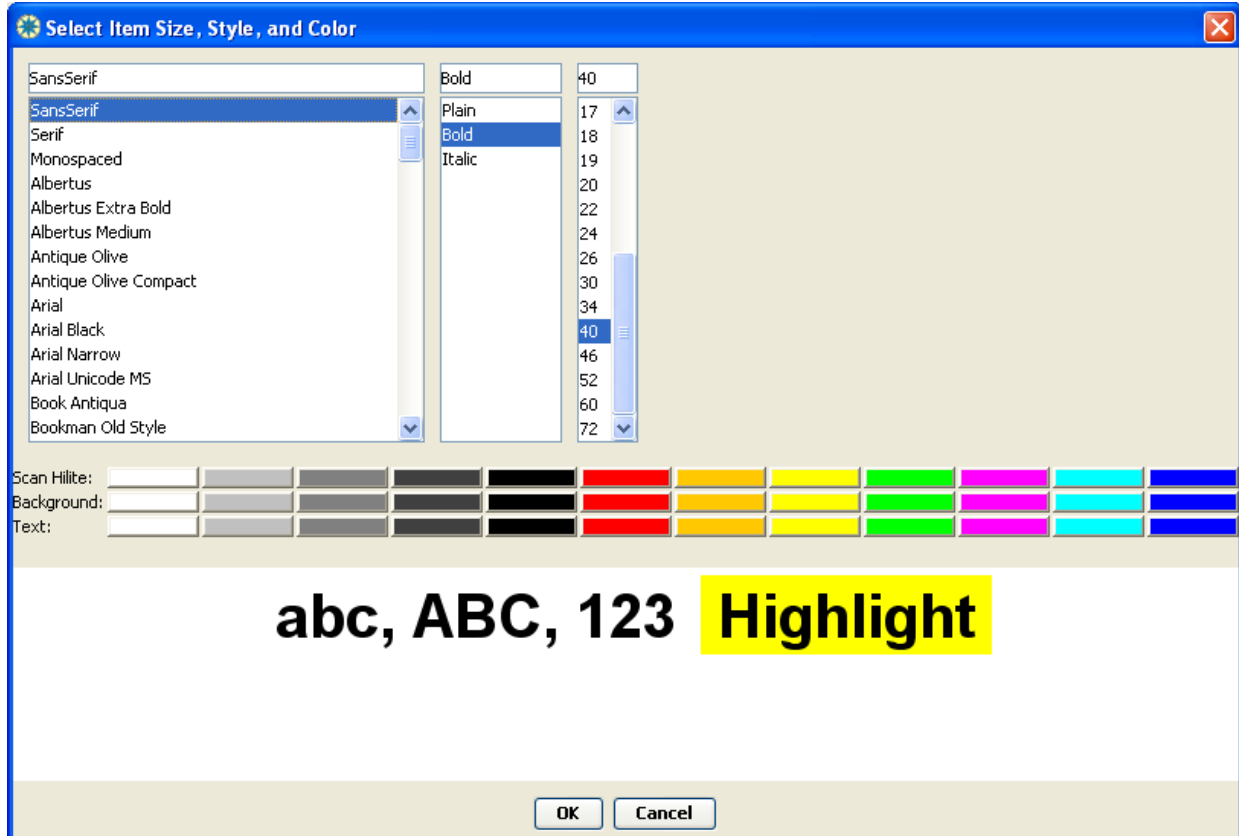 Select Item Size, Style, and Color
SansSerif
Bold
40
SansSerif
Serif
Monospaced
Albertus
Albertus Extra Bold
Albertus Medium
Antique Olive
Antique Olive Compact
Arial
Arial Black
Arial Narrow
Arial Unicode MS
Book Antiqua
Bookman Old Style
Plain
Bold
Italic
17
18
19
20
22
24
26
30
34
40
46
52
60
72
Scan Hilite:
Background:
Text:
abc, ABC, 123 Highlight
OK Cancel